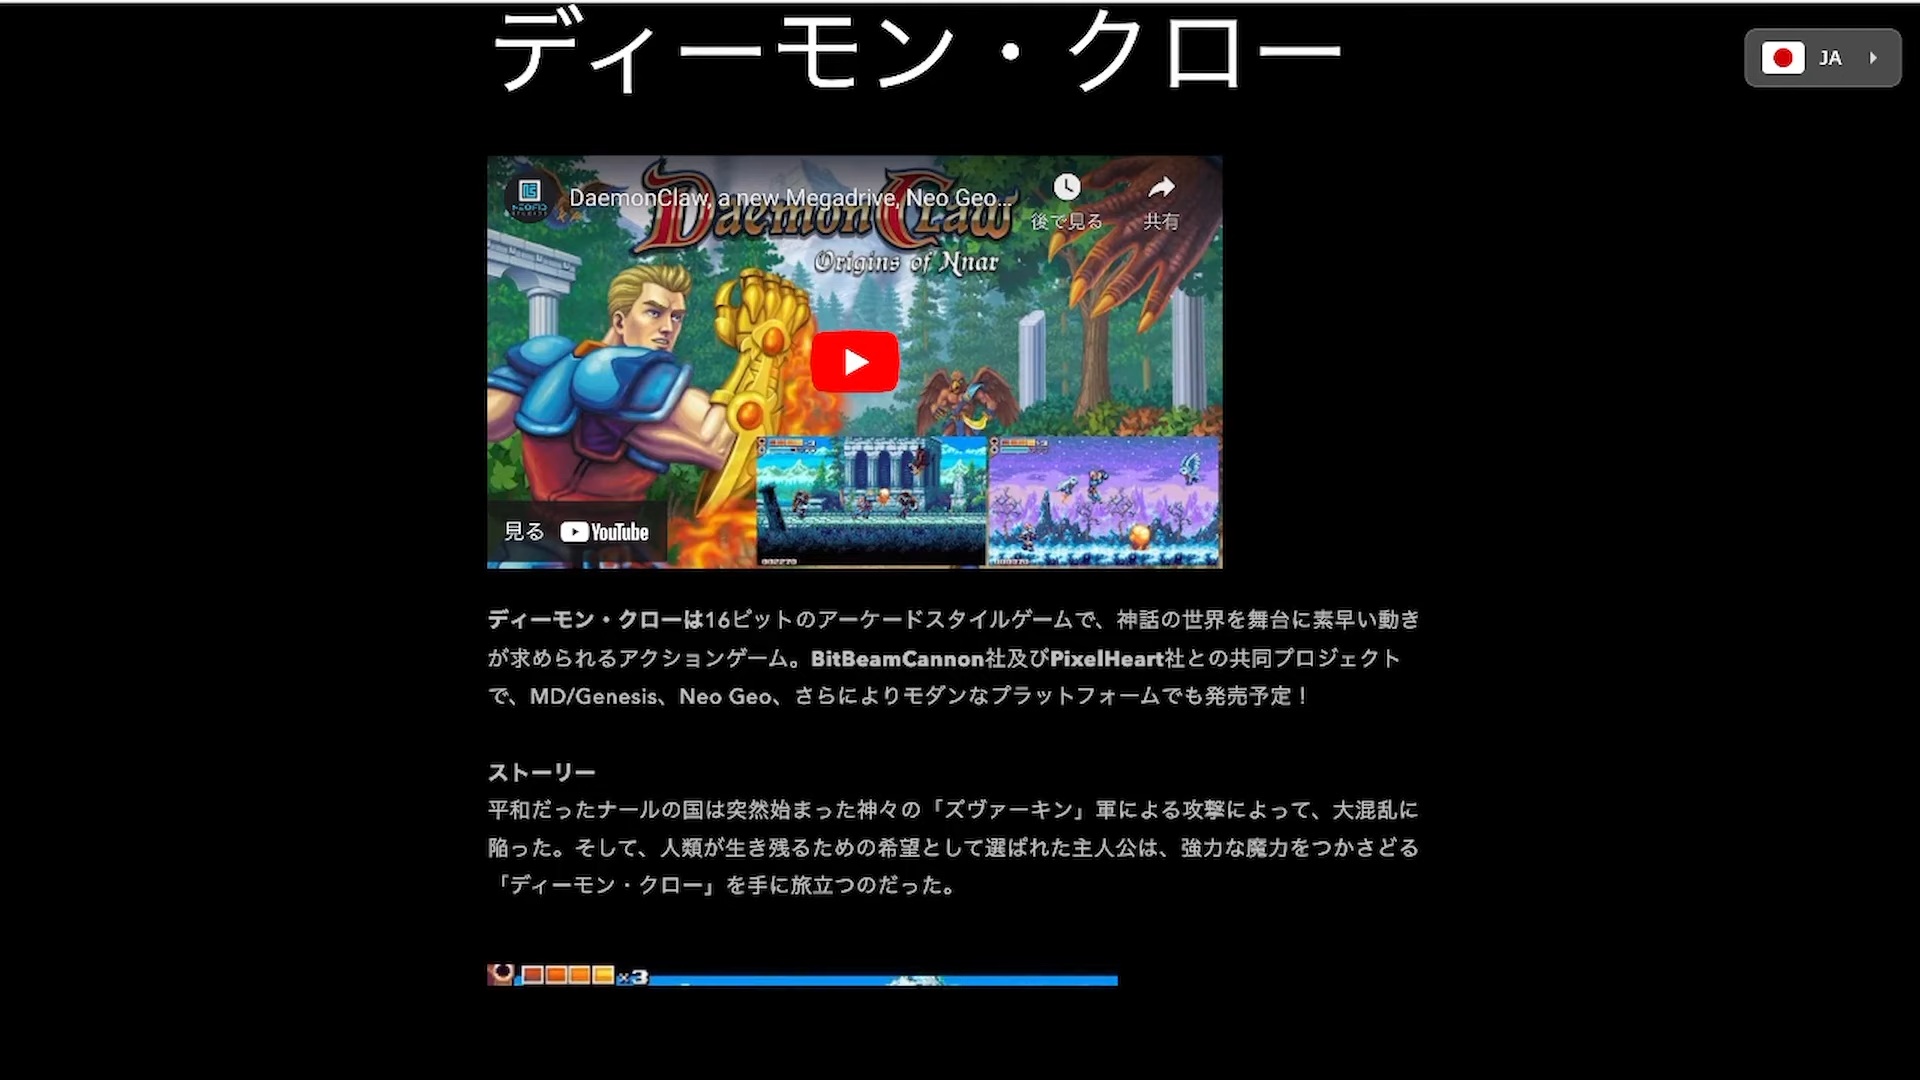 ディーモン・クロー
JA
DaemonClaw, a new Megadrive, Neo Geo...
後で見る
共有
DaemonClaw
Origins of Nnar
見る YouTube
002270
ディーモン・クローは16ビットのアーケードスタイルゲームで、神話の世界を舞台に素早い動き
が求められるアクションゲーム。BitBeamCannon社及びPixelHeart社との共同プロジェクト
で、MD/Genesis、Neo Geo、さらによりモダンなプラットフォームでも発売予定！
ストーリー
平和だったナールの国は突然始まった神々の「ズヴァーキン」軍による攻撃によって、大混乱に
陥った。そして、人類が生き残るための希望として選ばれた主人公は、強力な魔力をつかさどる
「ディーモン・クロー」を手に旅立つのだった。
x3